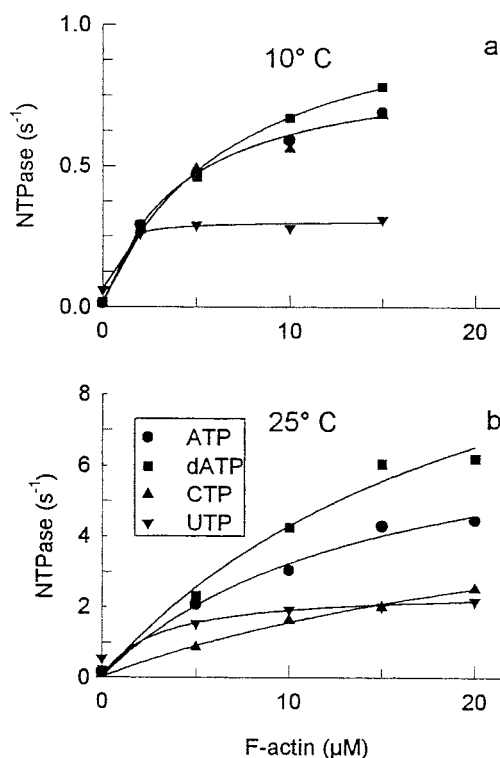 a
10° C
1.0
0.5
0.0
NTPase (s⁻¹)
0 10 20
b
25° C
8
6
4
2
0
NTPase (s⁻¹)
ATP
dATP
CTP
UTP
0 10 20
F-actin (µM)